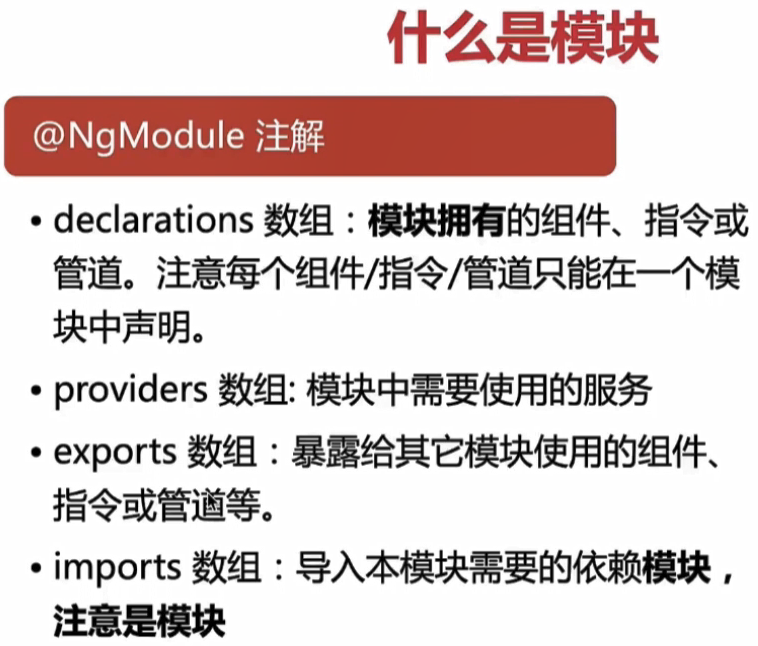 什么是模块
@NgModule 注解
• declarations 数组：模块拥有的组件、指令或
管道。注意每个组件/指令/管道只能在一个模
块中声明。
• providers 数组: 模块中需要使用的服务
• exports 数组：暴露给其它模块使用的组件、
指令或管道等。
• imports 数组：导入本模块需要的依赖模块，
注意是模块